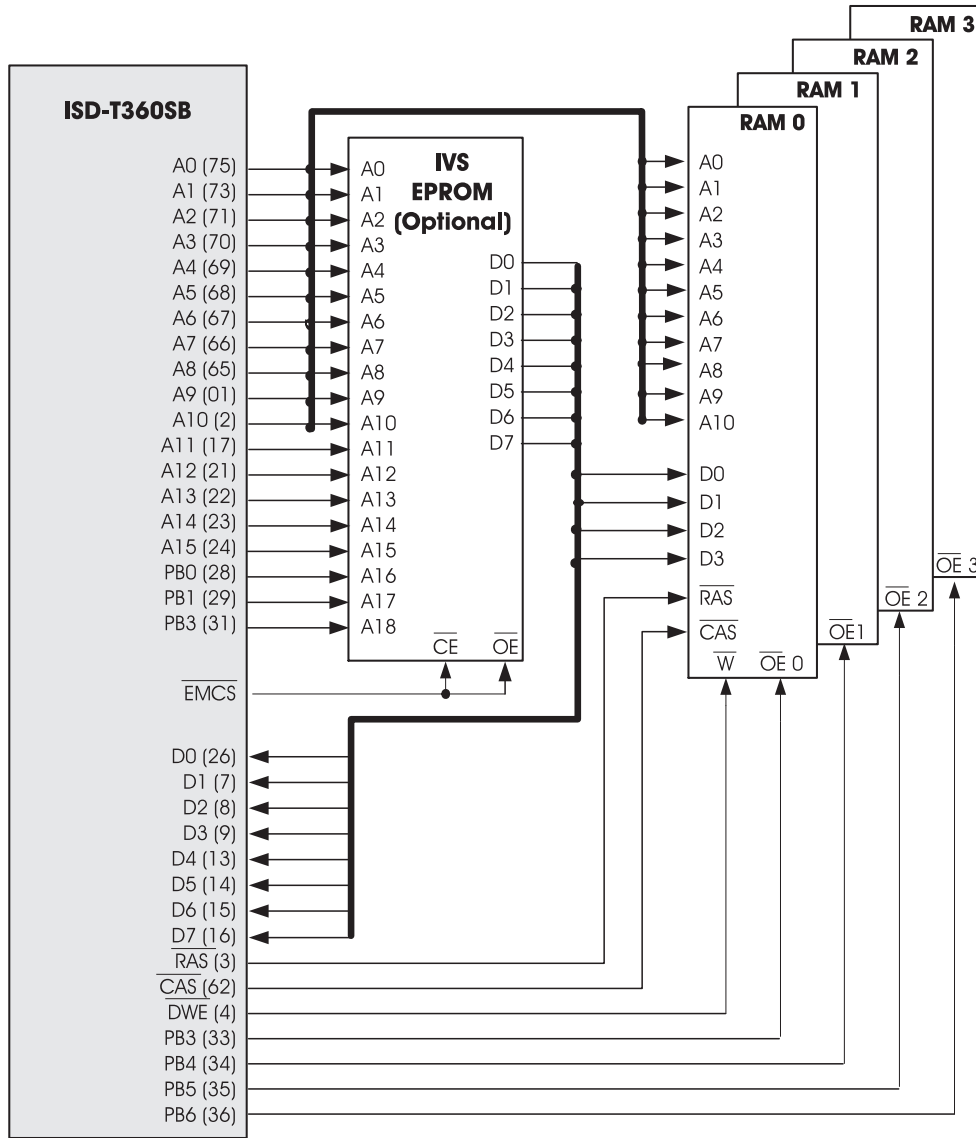 ISD-T360SB
A0 (75)
A1 (73)
A2 (71)
A3 (70)
A4 (69)
A5 (68)
A6 (67)
A7 (66)
A8 (65)
A9 (01)
A10 (2)
A11 (17)
A12 (21)
A13 (22)
A14 (23)
A15 (24)
PB0 (28)
PB1 (29)
PB3 (31)
EMCS
D0 (26)
D1 (7)
D2 (8)
D3 (9)
D4 (13)
D5 (14)
D6 (15)
D7 (16)
RAS (3)
CAS (62)
DWE (4)
PB3 (33)
PB4 (34)
PB5 (35)
PB6 (36)
IVS
EPROM
(Optional)
A0
A1
A2
A3
A4
A5
A6
A7
A8
A9
A10
A11
A12
A13
A14
A15
A16
A17
A18
D0
D1
D2
D3
D4
D5
D6
D7
CE OE
RAM 3
RAM 2
RAM 1
RAM 0
A0
A1
A2
A3
A4
A5
A6
A7
A8
A9
A10
D0
D1
D2
D3
RAS
CAS
W OE 0
OE1
OE 2
OE 3